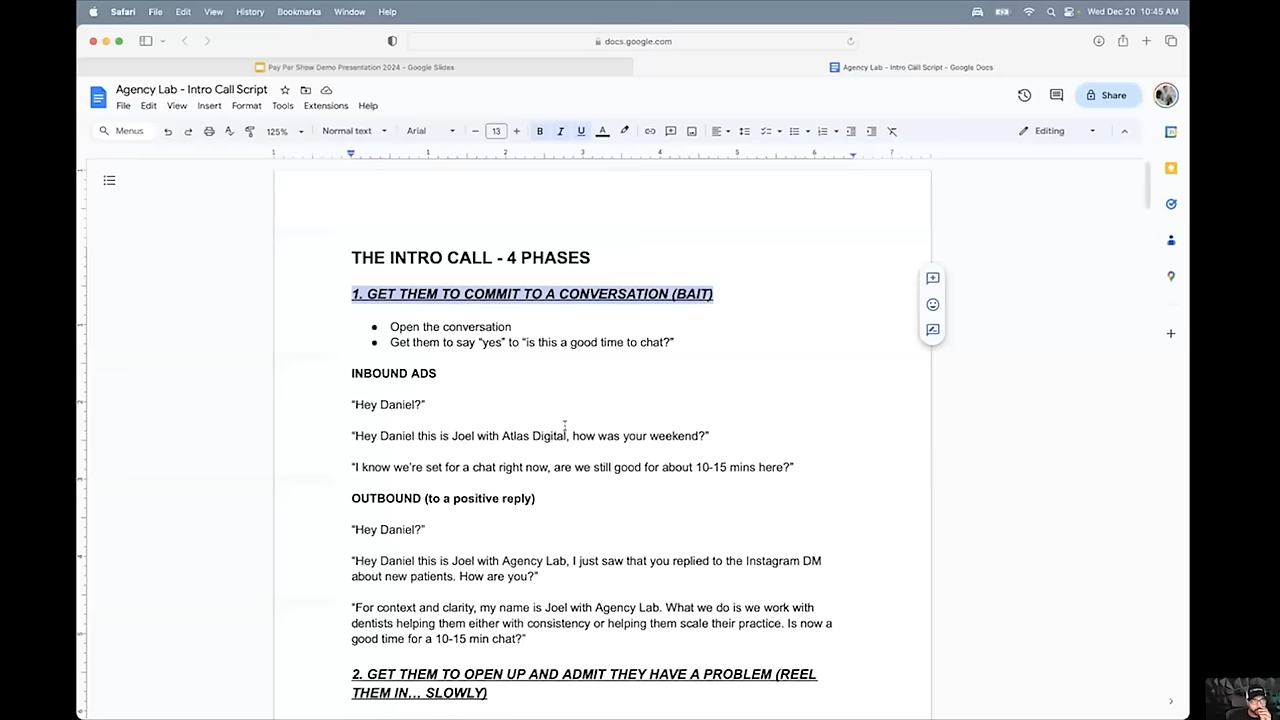 Safari File Edit View History Bookmarks Window Help Wed Dec 20 10:45 AM
docs.google.com
Pay Per Show Demo Presentation 2024 - Google Slides
Agency Lab - Intro Call Script - Google Docs
Agency Lab - Intro Call Script
File Edit View Insert Format Tools Extensions Help
Share
Menus 125% Normal text Arial 13 B I U A Editing
1 1 2 3 4 5 6 7
THE INTRO CALL - 4 PHASES
1. GET THEM TO COMMIT TO A CONVERSATION (BAIT)
● Open the conversation
● Get them to say “yes” to “is this a good time to chat?”
INBOUND ADS
“Hey Daniel?”
“Hey Daniel this is Joel with Atlas Digital, how was your weekend?”
“I know we’re set for a chat right now, are we still good for about 10-15 mins here?”
OUTBOUND (to a positive reply)
“Hey Daniel?”
“Hey Daniel this is Joel with Agency Lab, I just saw that you replied to the Instagram DM
about new patients. How are you?”
“For context and clarity, my name is Joel with Agency Lab. What we do is we work with
dentists helping them either with consistency or helping them scale their practice. Is now a
good time for a 10-15 min chat?”
2. GET THEM TO OPEN UP AND ADMIT THEY HAVE A PROBLEM (REEL
THEM IN… SLOWLY)